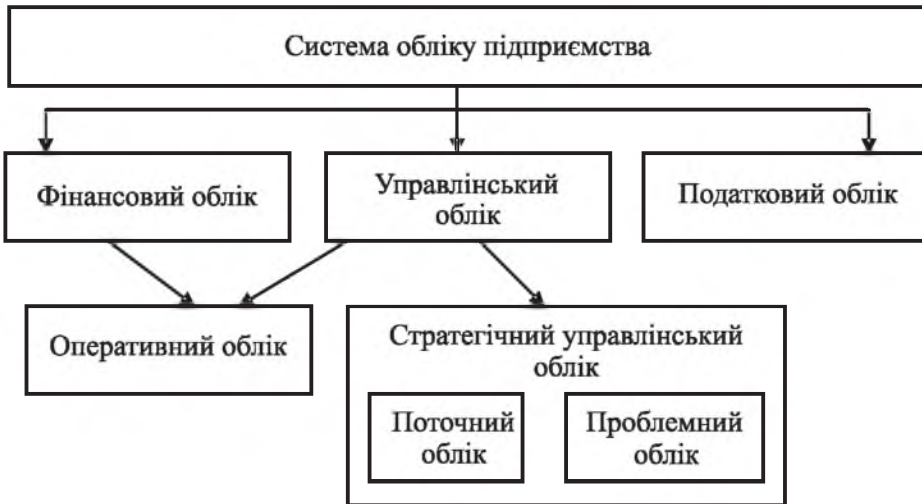 Система обліку підприємства
Фінансовий облік
Управлінський
облік
Податковий облік
Оперативний облік
Стратегічний управлінський
облік
Поточний
облік
Проблемний
облік